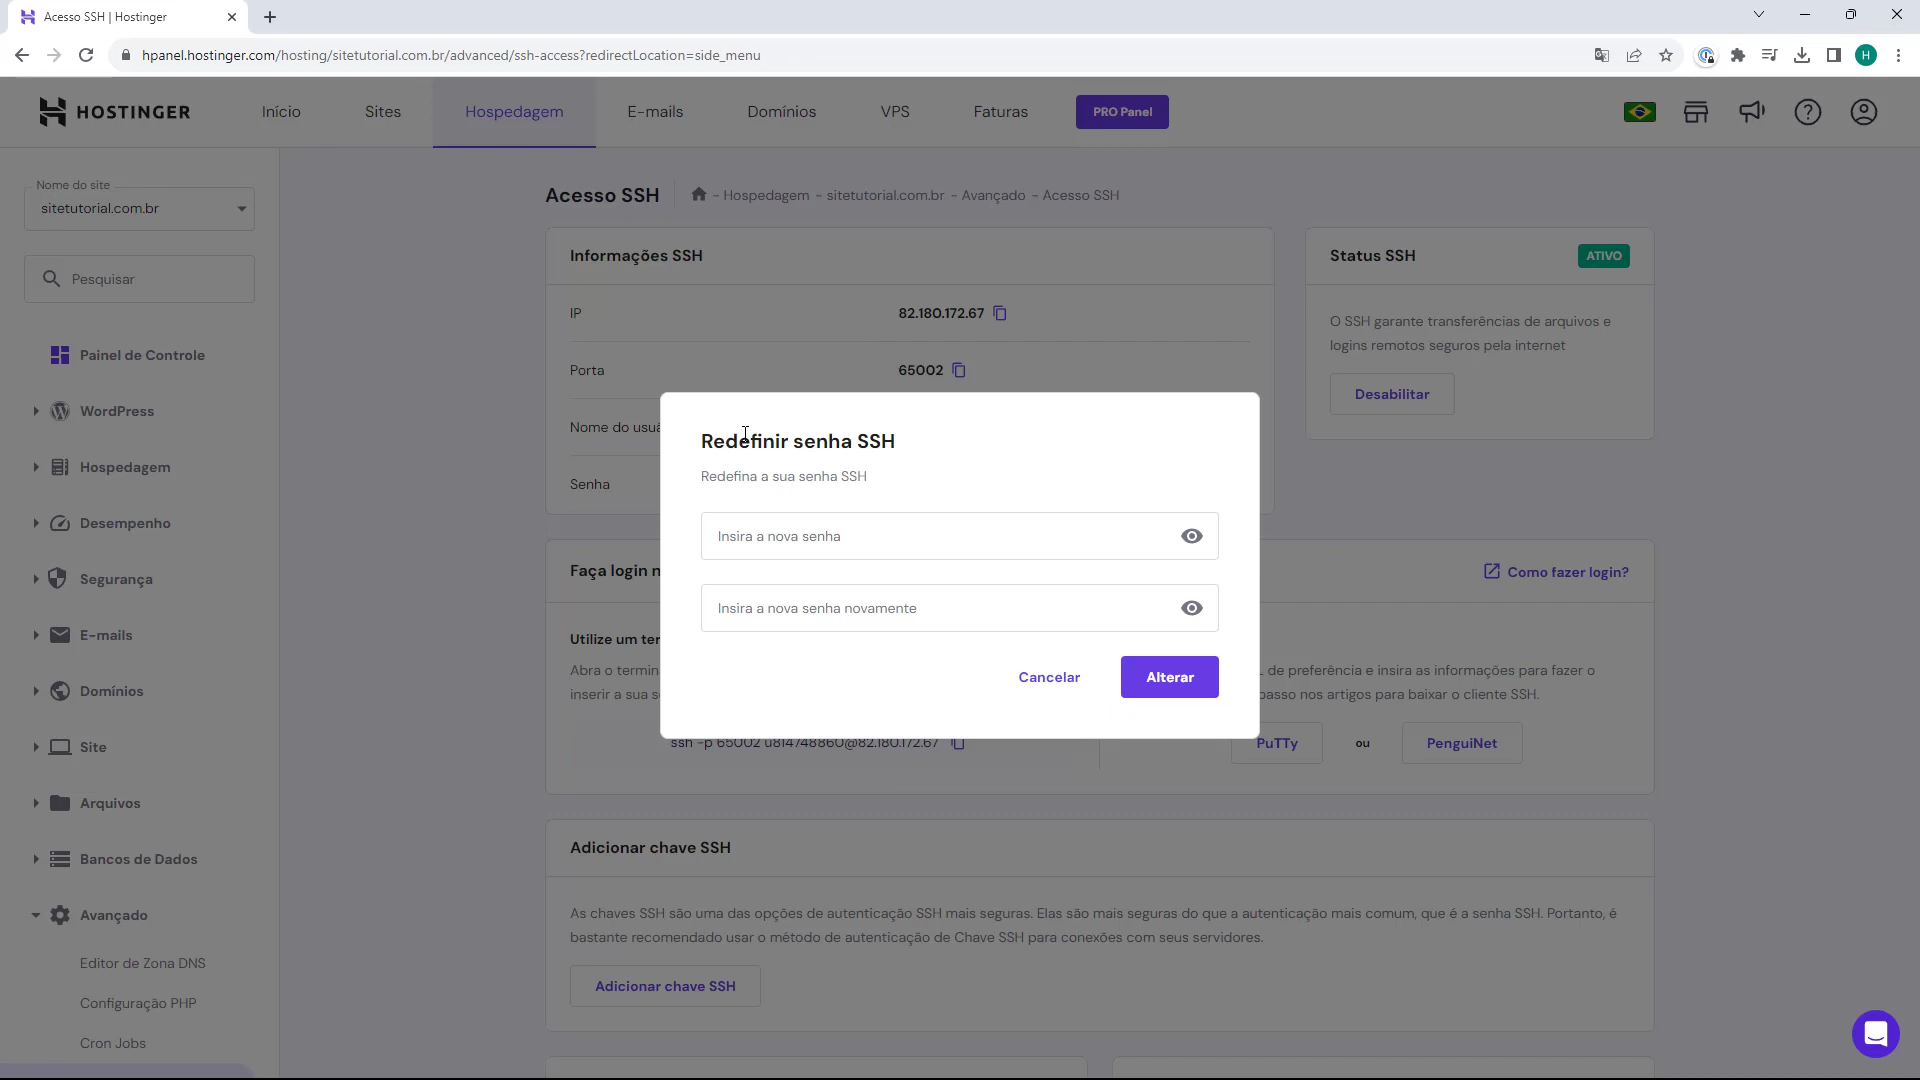 Acesso SSH | Hostinger
hpanel.hostinger.com/hosting/sitetutorial.com.br/advanced/ssh-access?redirectLocation=side_menu
H
HOSTINGER
Início
Sites
Hospedagem
E-mails
Domínios
VPS
Faturas
PRO Panel
Nome do site
sitetutorial.com.br
Pesquisar
Painel de Controle
WordPress
Hospedagem
Desempenho
Segurança
E-mails
Domínios
Site
Arquivos
Bancos de Dados
Avançado
Editor de Zona DNS
Configuração PHP
Cron Jobs
Acesso SSH
- Hospedagem - sitetutorial.com.br - Avançado - Acesso SSH
Informações SSH
IP
82.180.172.67
Porta
65002
Nome do usuá
Senha
Status SSH
ATIVO
O SSH garante transferências de arquivos e
logins remotos seguros pela internet
Desabilitar
Redefinir senha SSH
Redefina a sua senha SSH
Insira a nova senha
Insira a nova senha novamente
Cancelar
Alterar
Faça login n
Como fazer login?
Utilize um ter
Abra o termin
inserir a sua s
L de preferência e insira as informações para fazer o
passo nos artigos para baixar o cliente SSH.
ssh -p 65002 u814748860@82.180.172.67
PuTTy
ou
PenguiNet
Adicionar chave SSH
As chaves SSH são uma das opções de autenticação SSH mais seguras. Elas são mais seguras do que a autenticação mais comum, que é a senha SSH. Portanto, é
bastante recomendado usar o método de autenticação de Chave SSH para conexões com seus servidores.
Adicionar chave SSH